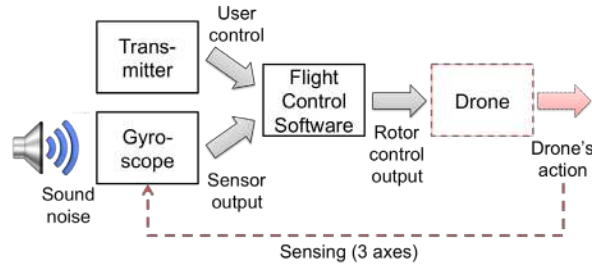 Trans-
mitter
User
control
Flight
Control
Software
Drone
Gyro-
scope
Sound
noise
Sensor
output
Rotor
control
output
Drone's
action
Sensing (3 axes)